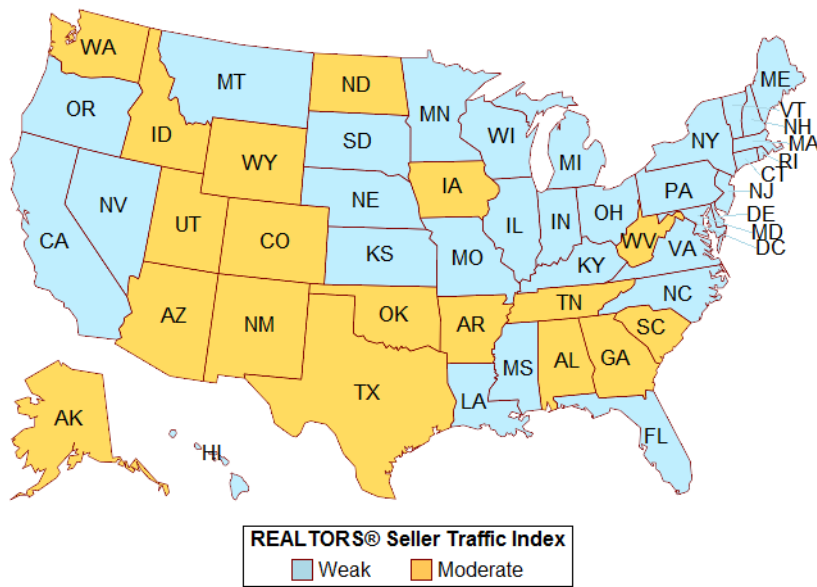 WA
MT
ND
MN
ME
OR
VT
ID
SD
WI
NH
NY
MA
WY
MI
RI
CT
IA
PA
NE
NJ
NV
OH
IL
IN
DE
UT
WV
MD
CA
CO
VA
DC
KS
MO
KY
NC
TN
AZ
NM
OK
AR
SC
MS
AL
GA
TX
LA
AK
FL
HI
REALTORS® Seller Traffic Index
Weak Moderate